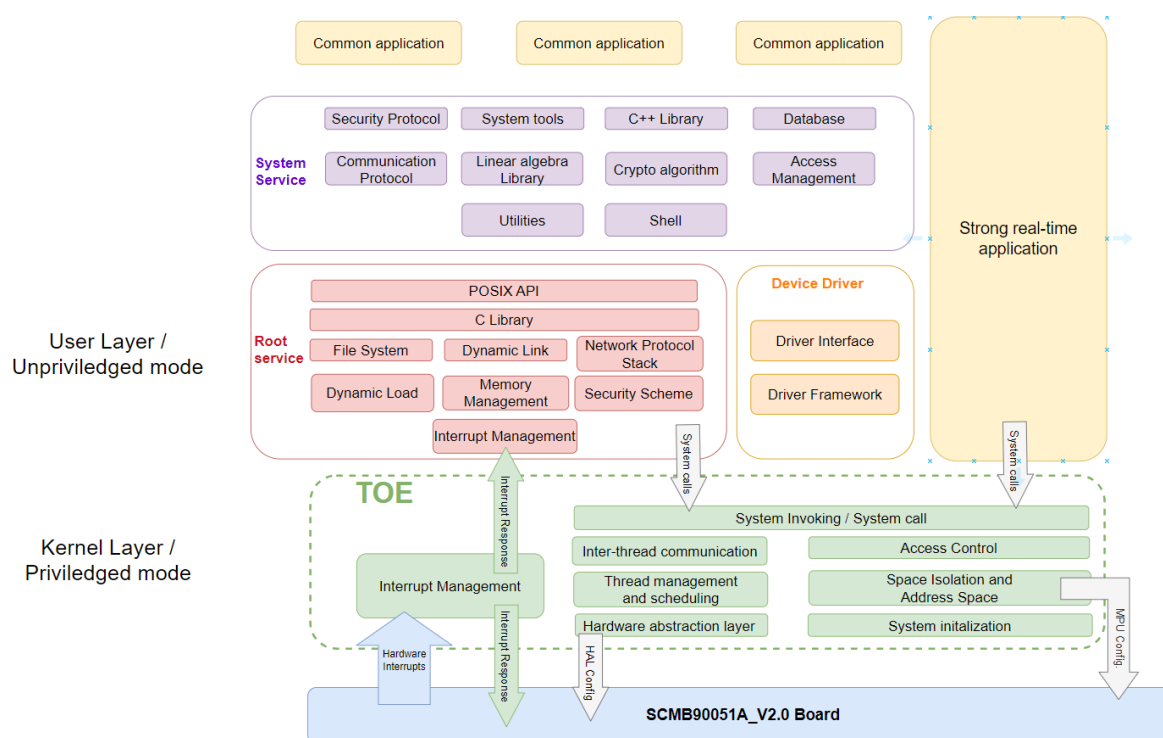 Common application
Common application
Common application
Strong real-time
application
System
Service
Security Protocol
System tools
C++ Library
Database
Communication
Protocol
Linear algebra
Library
Crypto algorithm
Access
Management
Utilities
Shell
User Layer /
Unpriviledged mode
Root
service
POSIX API
C Library
File System
Dynamic Link
Network Protocol
Stack
Dynamic Load
Memory
Management
Security Scheme
Interrupt Management
Device Driver
Driver Interface
Driver Framework
System calls
System calls
Kernel Layer /
Priviledged mode
TOE
Interrupt Response
Interrupt Management
Hardware
Interrupts
Interrupt Response
System Invoking / System call
Inter-thread communication
Access Control
Thread management
and scheduling
Space Isolation and
Address Space
Hardware abstraction layer
System initalization
HAL Config
MPU Config.
SCMB90051A_V2.0 Board